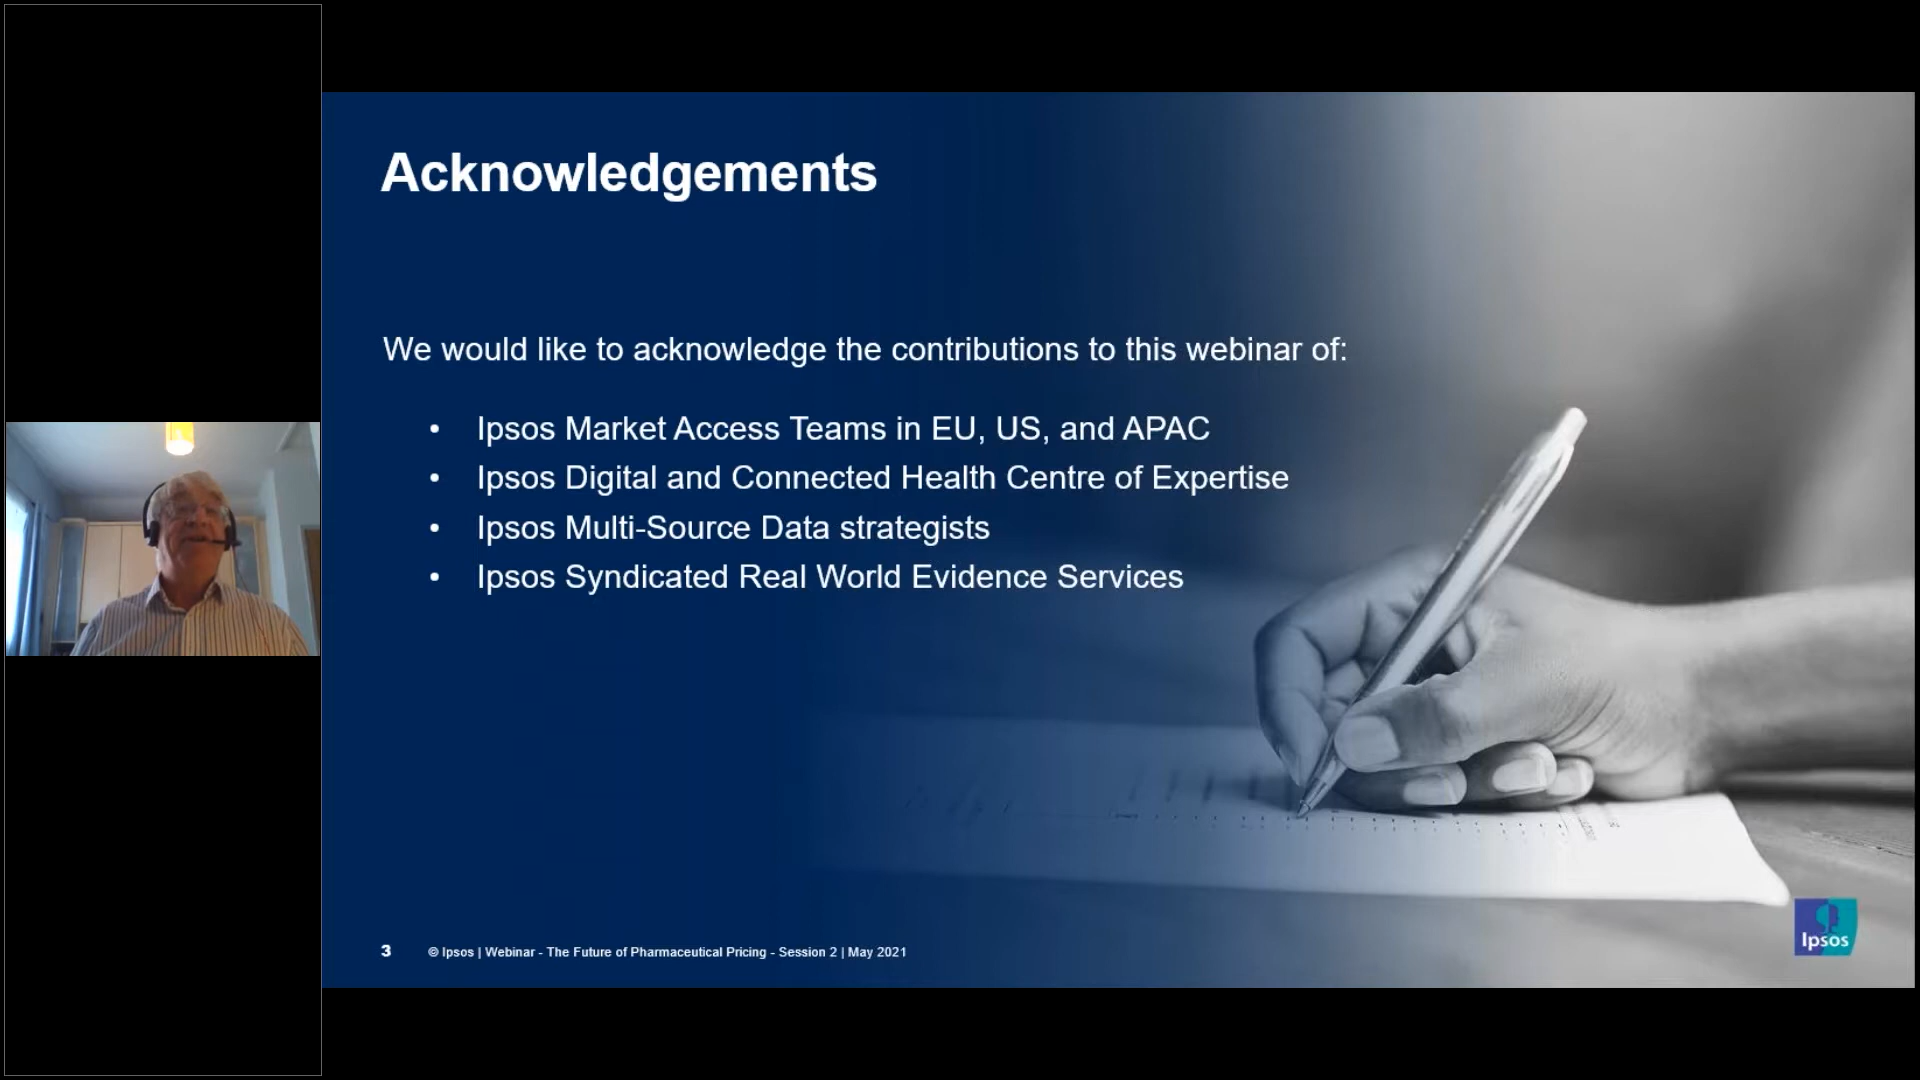 Acknowledgements
We would like to acknowledge the contributions to this webinar of:
• Ipsos Market Access Teams in EU, US, and APAC
• Ipsos Digital and Connected Health Centre of Expertise
• Ipsos Multi-Source Data strategists
• Ipsos Syndicated Real World Evidence Services
3 © Ipsos | Webinar - The Future of Pharmaceutical Pricing - Session 2 | May 2021
Ipsos